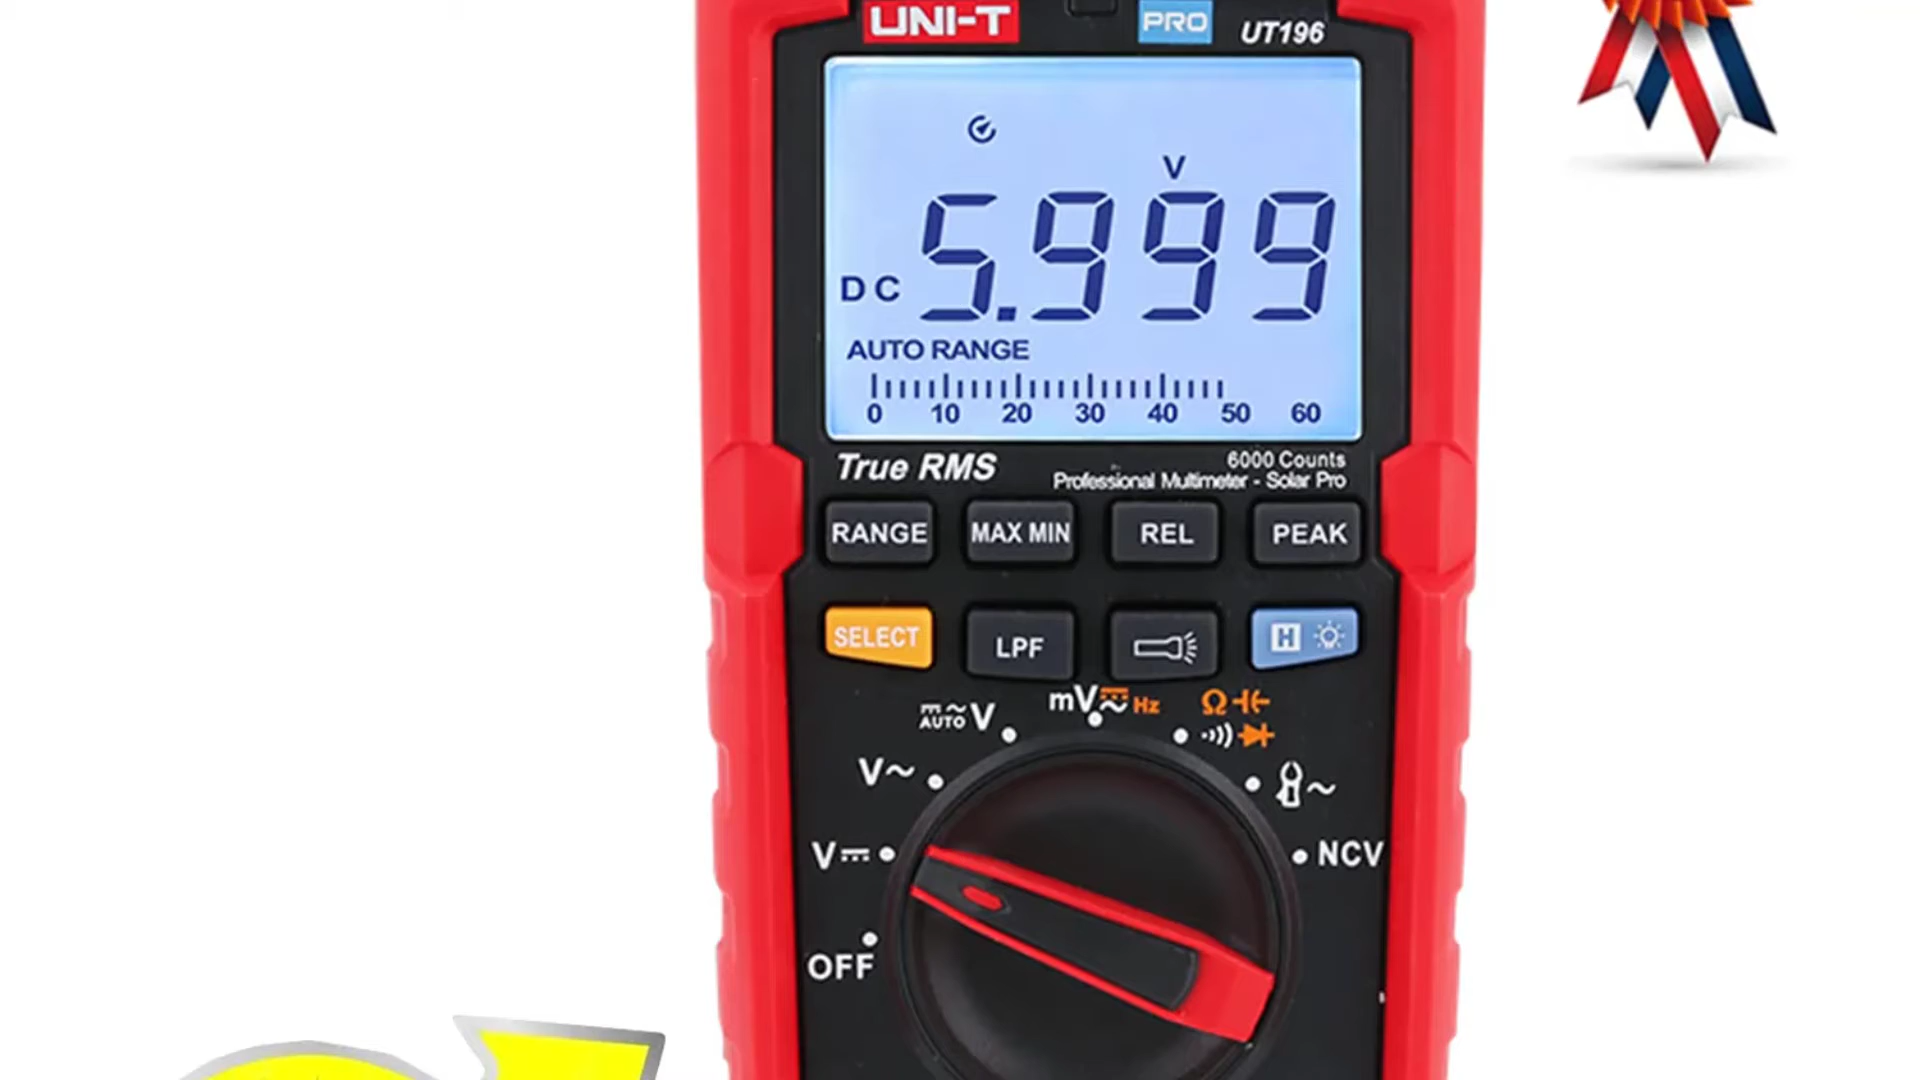 UNI-T PRO UT196
V
DC 5.999
AUTO RANGE
0 10 20 30 40 50 60
True RMS 6000 Counts
Professional Multimeter - Solar Pro
RANGE MAX MIN REL PEAK
SELECT LPF H
AUTO V mV Hz Ω
V~
~
V NCV
OFF